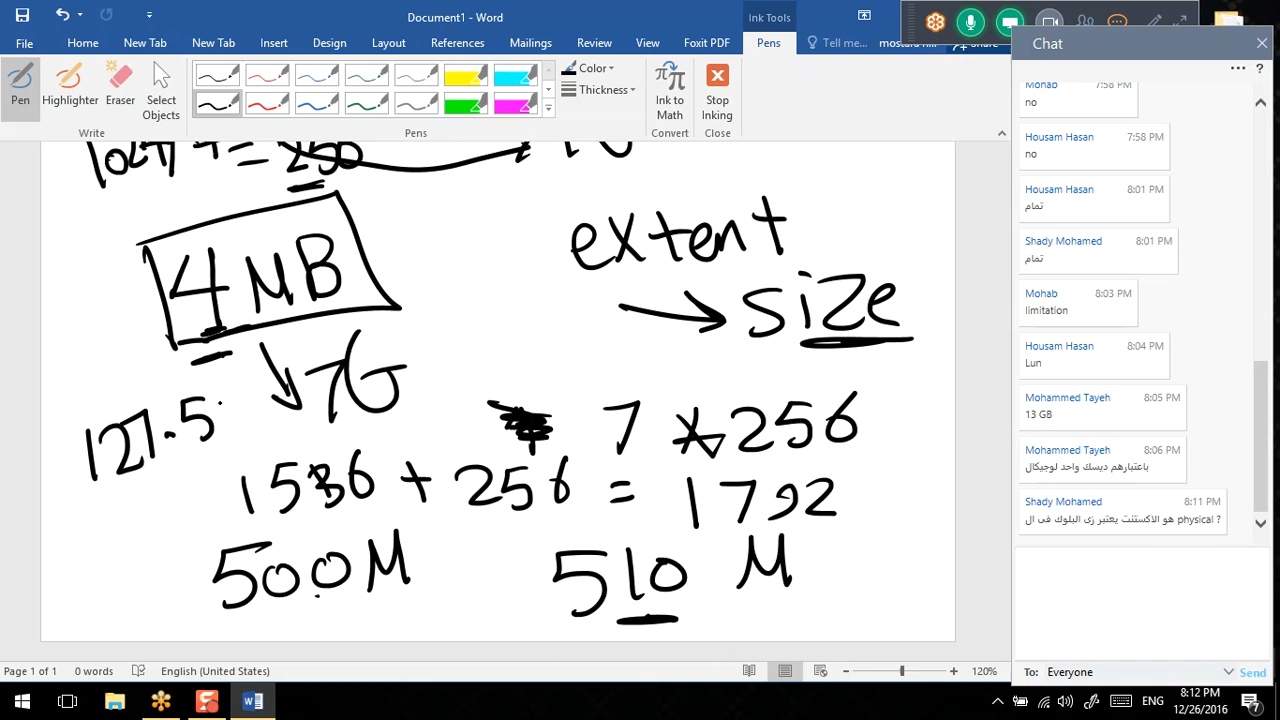 Document1 - Word
Ink Tools
File Home New Tab New Tab Insert Design Layout References Mailings Review View Foxit PDF Pens Tell me... Share
Pen Highlighter Eraser Select Objects
Color
Thickness
Ink to Math
Stop Inking
Write Pens Convert Close
250
4MB
extent
→ size
7G
127.5
7 * 256
1536 + 256 = 1792
500M 510 M
Page 1 of 1 0 words English (United States) 120%
Chat
Mohab 7:58 PM
no
Housam Hasan 7:58 PM
no
Housam Hasan 8:01 PM
تمام
Shady Mohamed 8:01 PM
تمام
Mohab 8:03 PM
limitation
Housam Hasan 8:04 PM
Lun
Mohammed Tayeh 8:05 PM
13 GB
Mohammed Tayeh 8:06 PM
باعتبارهم ديسك واحد لوجيكال
Shady Mohamed 8:11 PM
هو الاكستنت يعتبر زى البلوك فى ال physical ?
To: Everyone Send
ENG
8:12 PM
12/26/2016
7